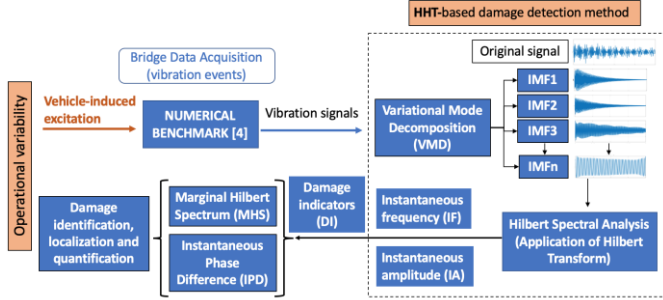 HHT-based damage detection method
Operational variability
Bridge Data Acquisition
(vibration events)
Vehicle-induced
excitation
NUMERICAL
BENCHMARK [4]
Vibration signals
Original signal
Variational Mode
Decomposition
(VMD)
IMF1
IMF2
IMF3
IMFn
Hilbert Spectral Analysis
(Application of Hilbert
Transform)
Instantaneous
frequency (IF)
Instantaneous
amplitude (IA)
Damage
indicators
(DI)
Marginal Hilbert
Spectrum (MHS)
Instantaneous
Phase
Difference (IPD)
Damage
identification,
localization and
quantification